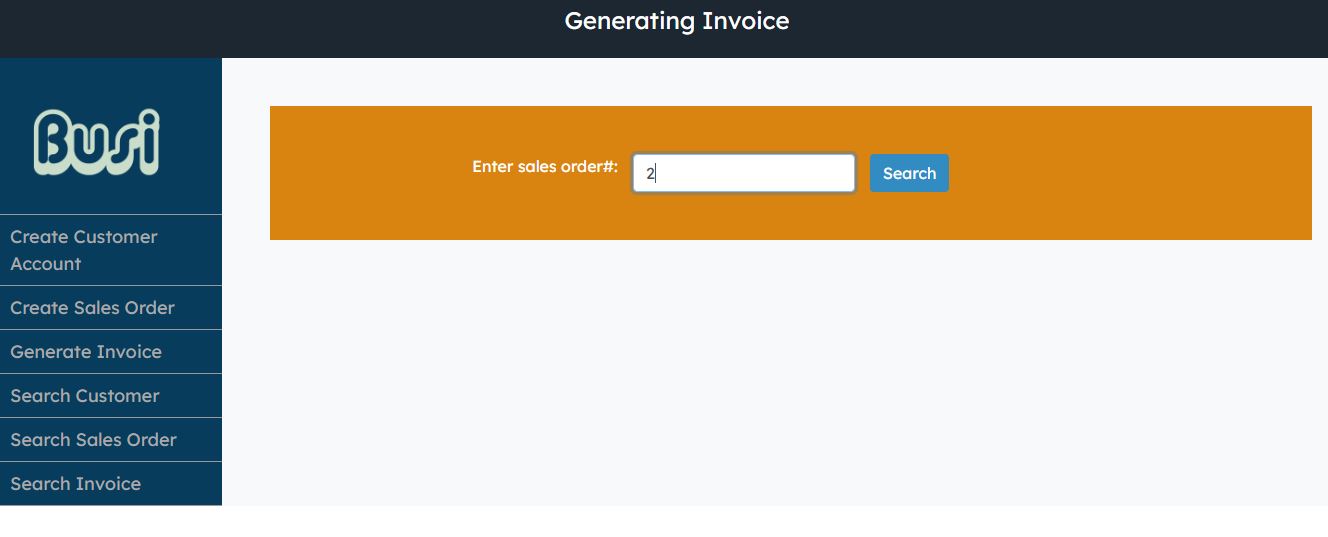 Generating Invoice
Busi
Enter sales order#: 2 Search
Create Customer
Account
Create Sales Order
Generate Invoice
Search Customer
Search Sales Order
Search Invoice